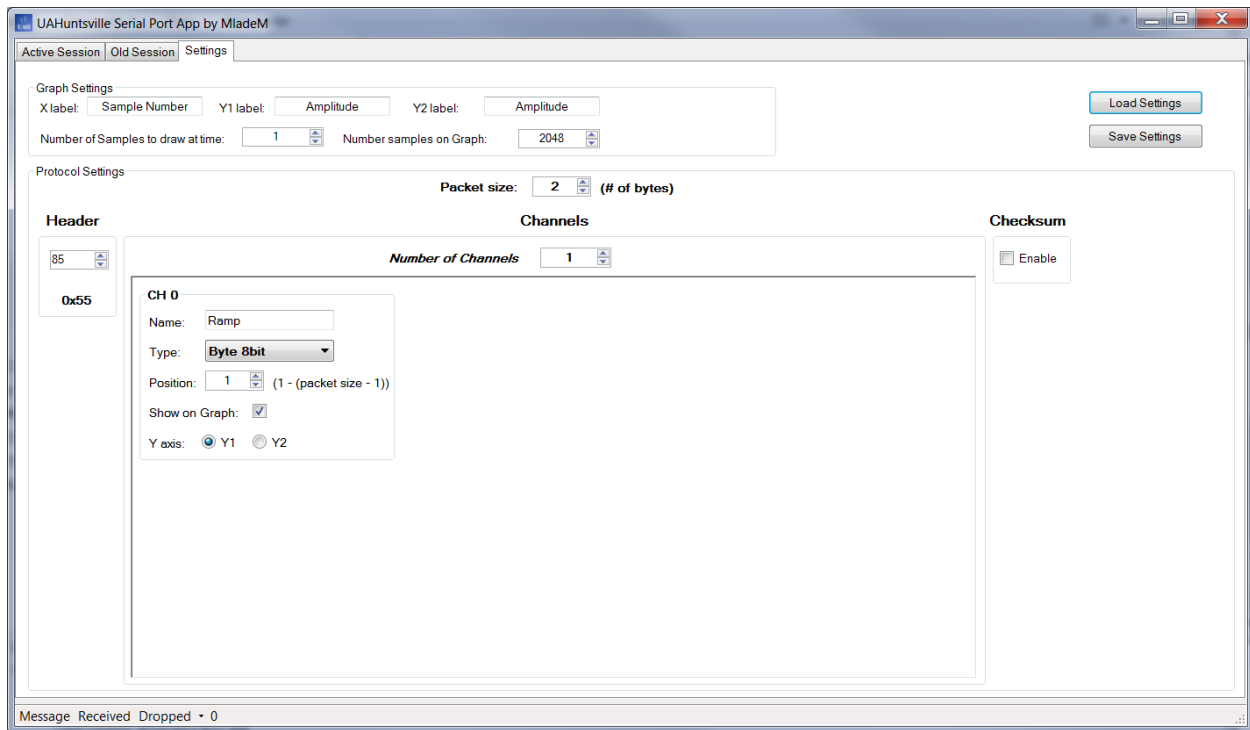 UAHuntsville Serial Port App by MladeM
Active Session Old Session Settings
Graph Settings
X label: Sample Number Y1 label: Amplitude Y2 label: Amplitude
Load Settings
Number of Samples to draw at time: 1 Number samples on Graph: 2048
Save Settings
Protocol Settings
Packet size: 2 (# of bytes)
Header Channels Checksum
85 Number of Channels 1 Enable
0x55
CH 0
Name: Ramp
Type: Byte 8bit
Position: 1 (1 - (packet size - 1))
Show on Graph:
Y axis: Y1 Y2
Message Received Dropped 0